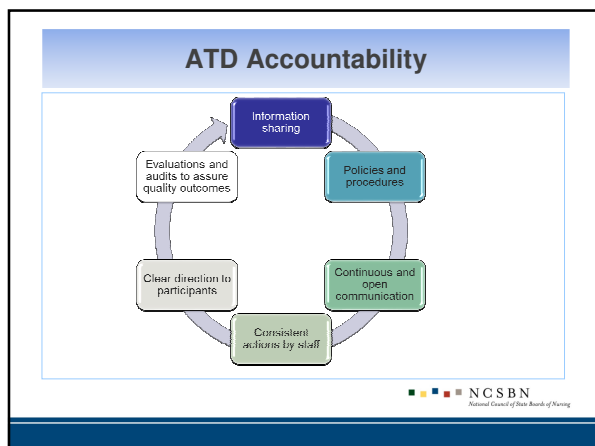 ATD Accountability
Information
sharing
Policies and
procedures
Continuous and
open
communication
Consistent
actions by staff
Clear direction to
participants
Evaluations and
audits to assure
quality outcomes
NCSBN
National Council of State Boards of Nursing